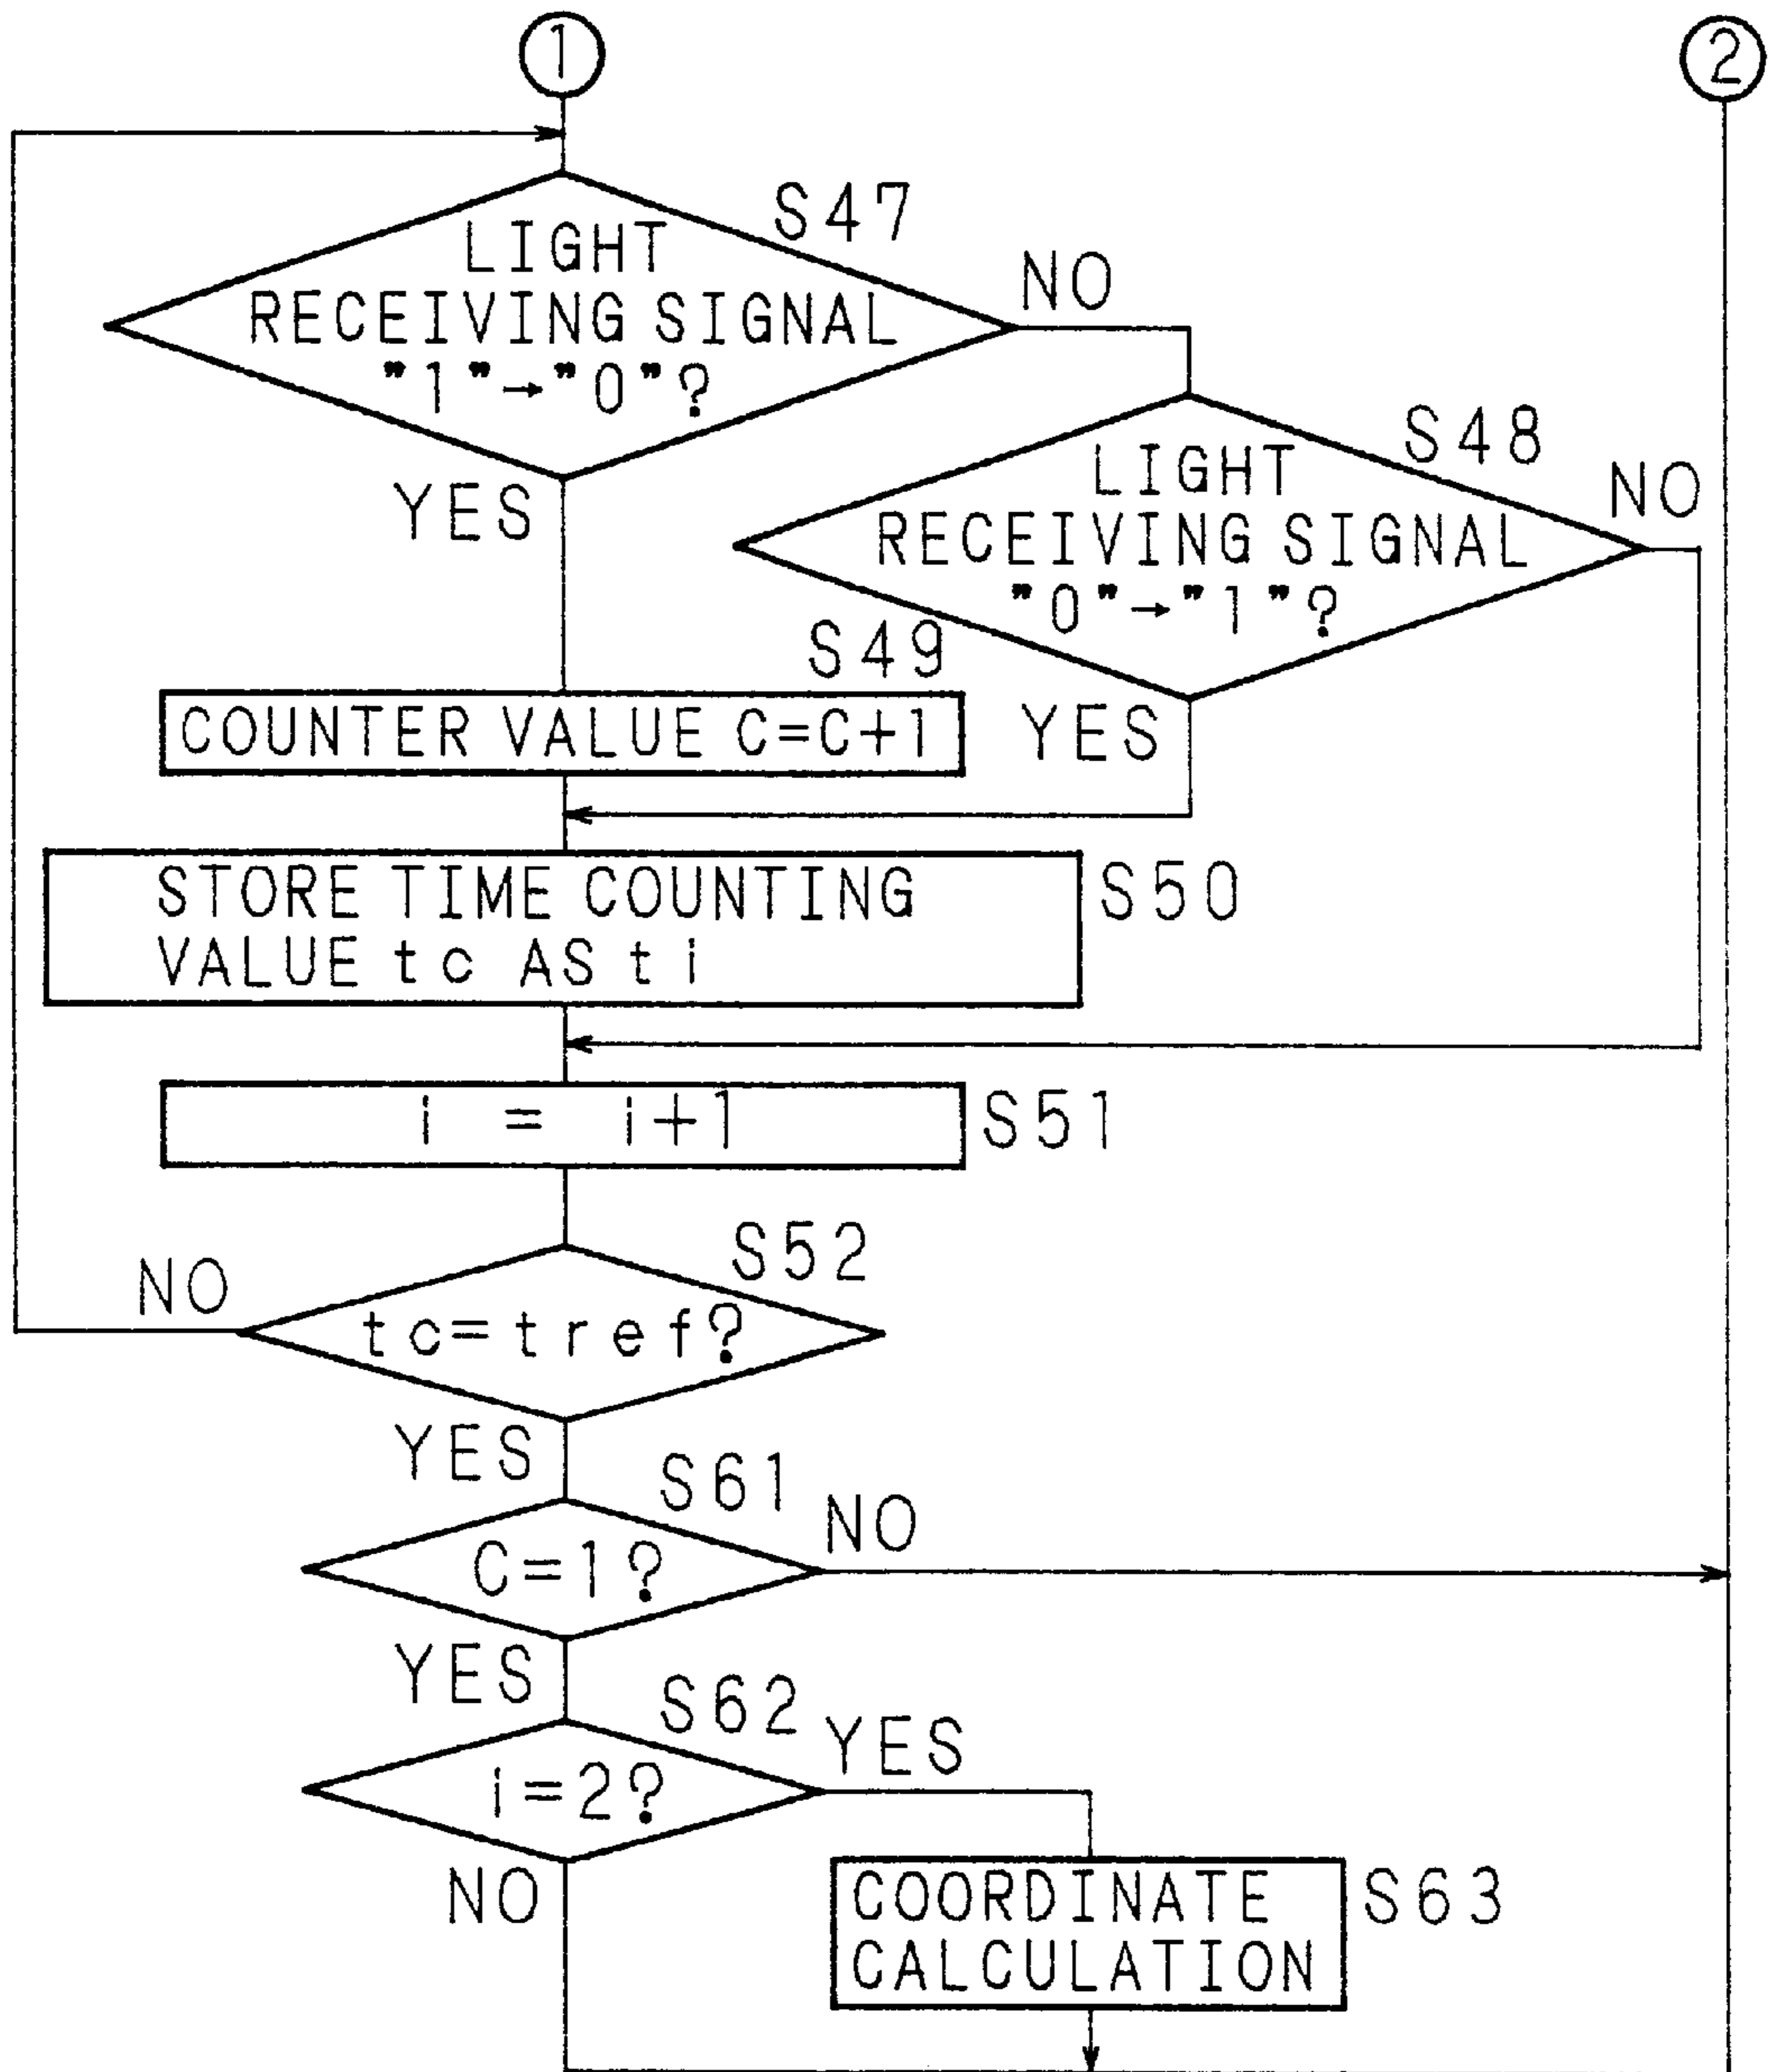 1
2
S47
LIGHT
RECEIVING SIGNAL
"1"→"0"?
NO
YES
S48
LIGHT
RECEIVING SIGNAL
"0"→"1"?
NO
YES
S49
COUNTER VALUE C=C+1
STORE TIME COUNTING
VALUE tc AS ti
S50
i = i+1
S51
S52
tc=tref?
NO
YES
S61
C=1?
NO
YES
S62
i=2?
YES
NO
COORDINATE
CALCULATION
S63